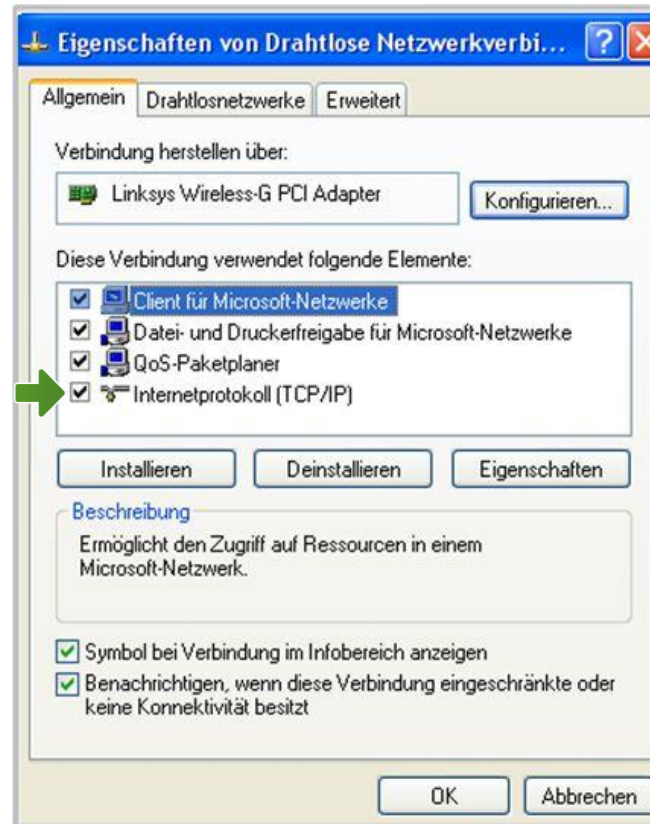 Eigenschaften von Drahtlose Netzwerkverbi... ?
Allgemein Drahtlosnetzwerke Erweitert
Verbindung herstellen über:
Linksys Wireless-G PCI Adapter Konfigurieren...
Diese Verbindung verwendet folgende Elemente:
Client für Microsoft-Netzwerke
Datei- und Druckerfreigabe für Microsoft-Netzwerke
QoS-Paketplaner
Internetprotokoll (TCP/IP)
Installieren Deinstallieren Eigenschaften
Beschreibung
Ermöglicht den Zugriff auf Ressourcen in einem
Microsoft-Netzwerk.
Symbol bei Verbindung im Infobereich anzeigen
Benachrichtigen, wenn diese Verbindung eingeschränkte oder
keine Konnektivität besitzt
OK Abbrechen